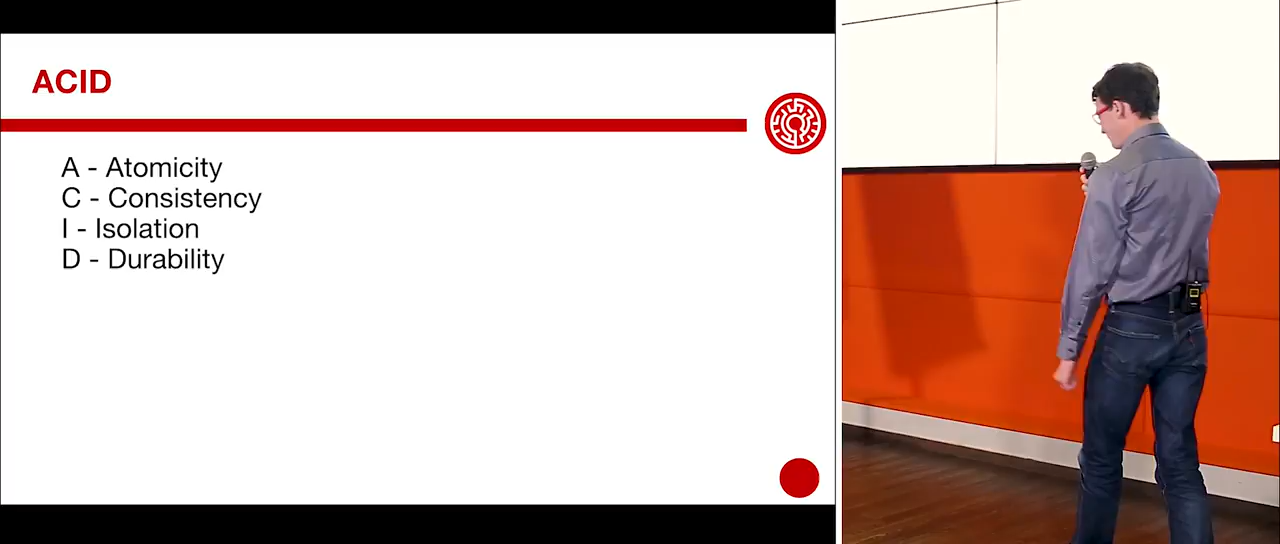 ACID
A - Atomicity
C - Consistency
I - Isolation
D - Durability